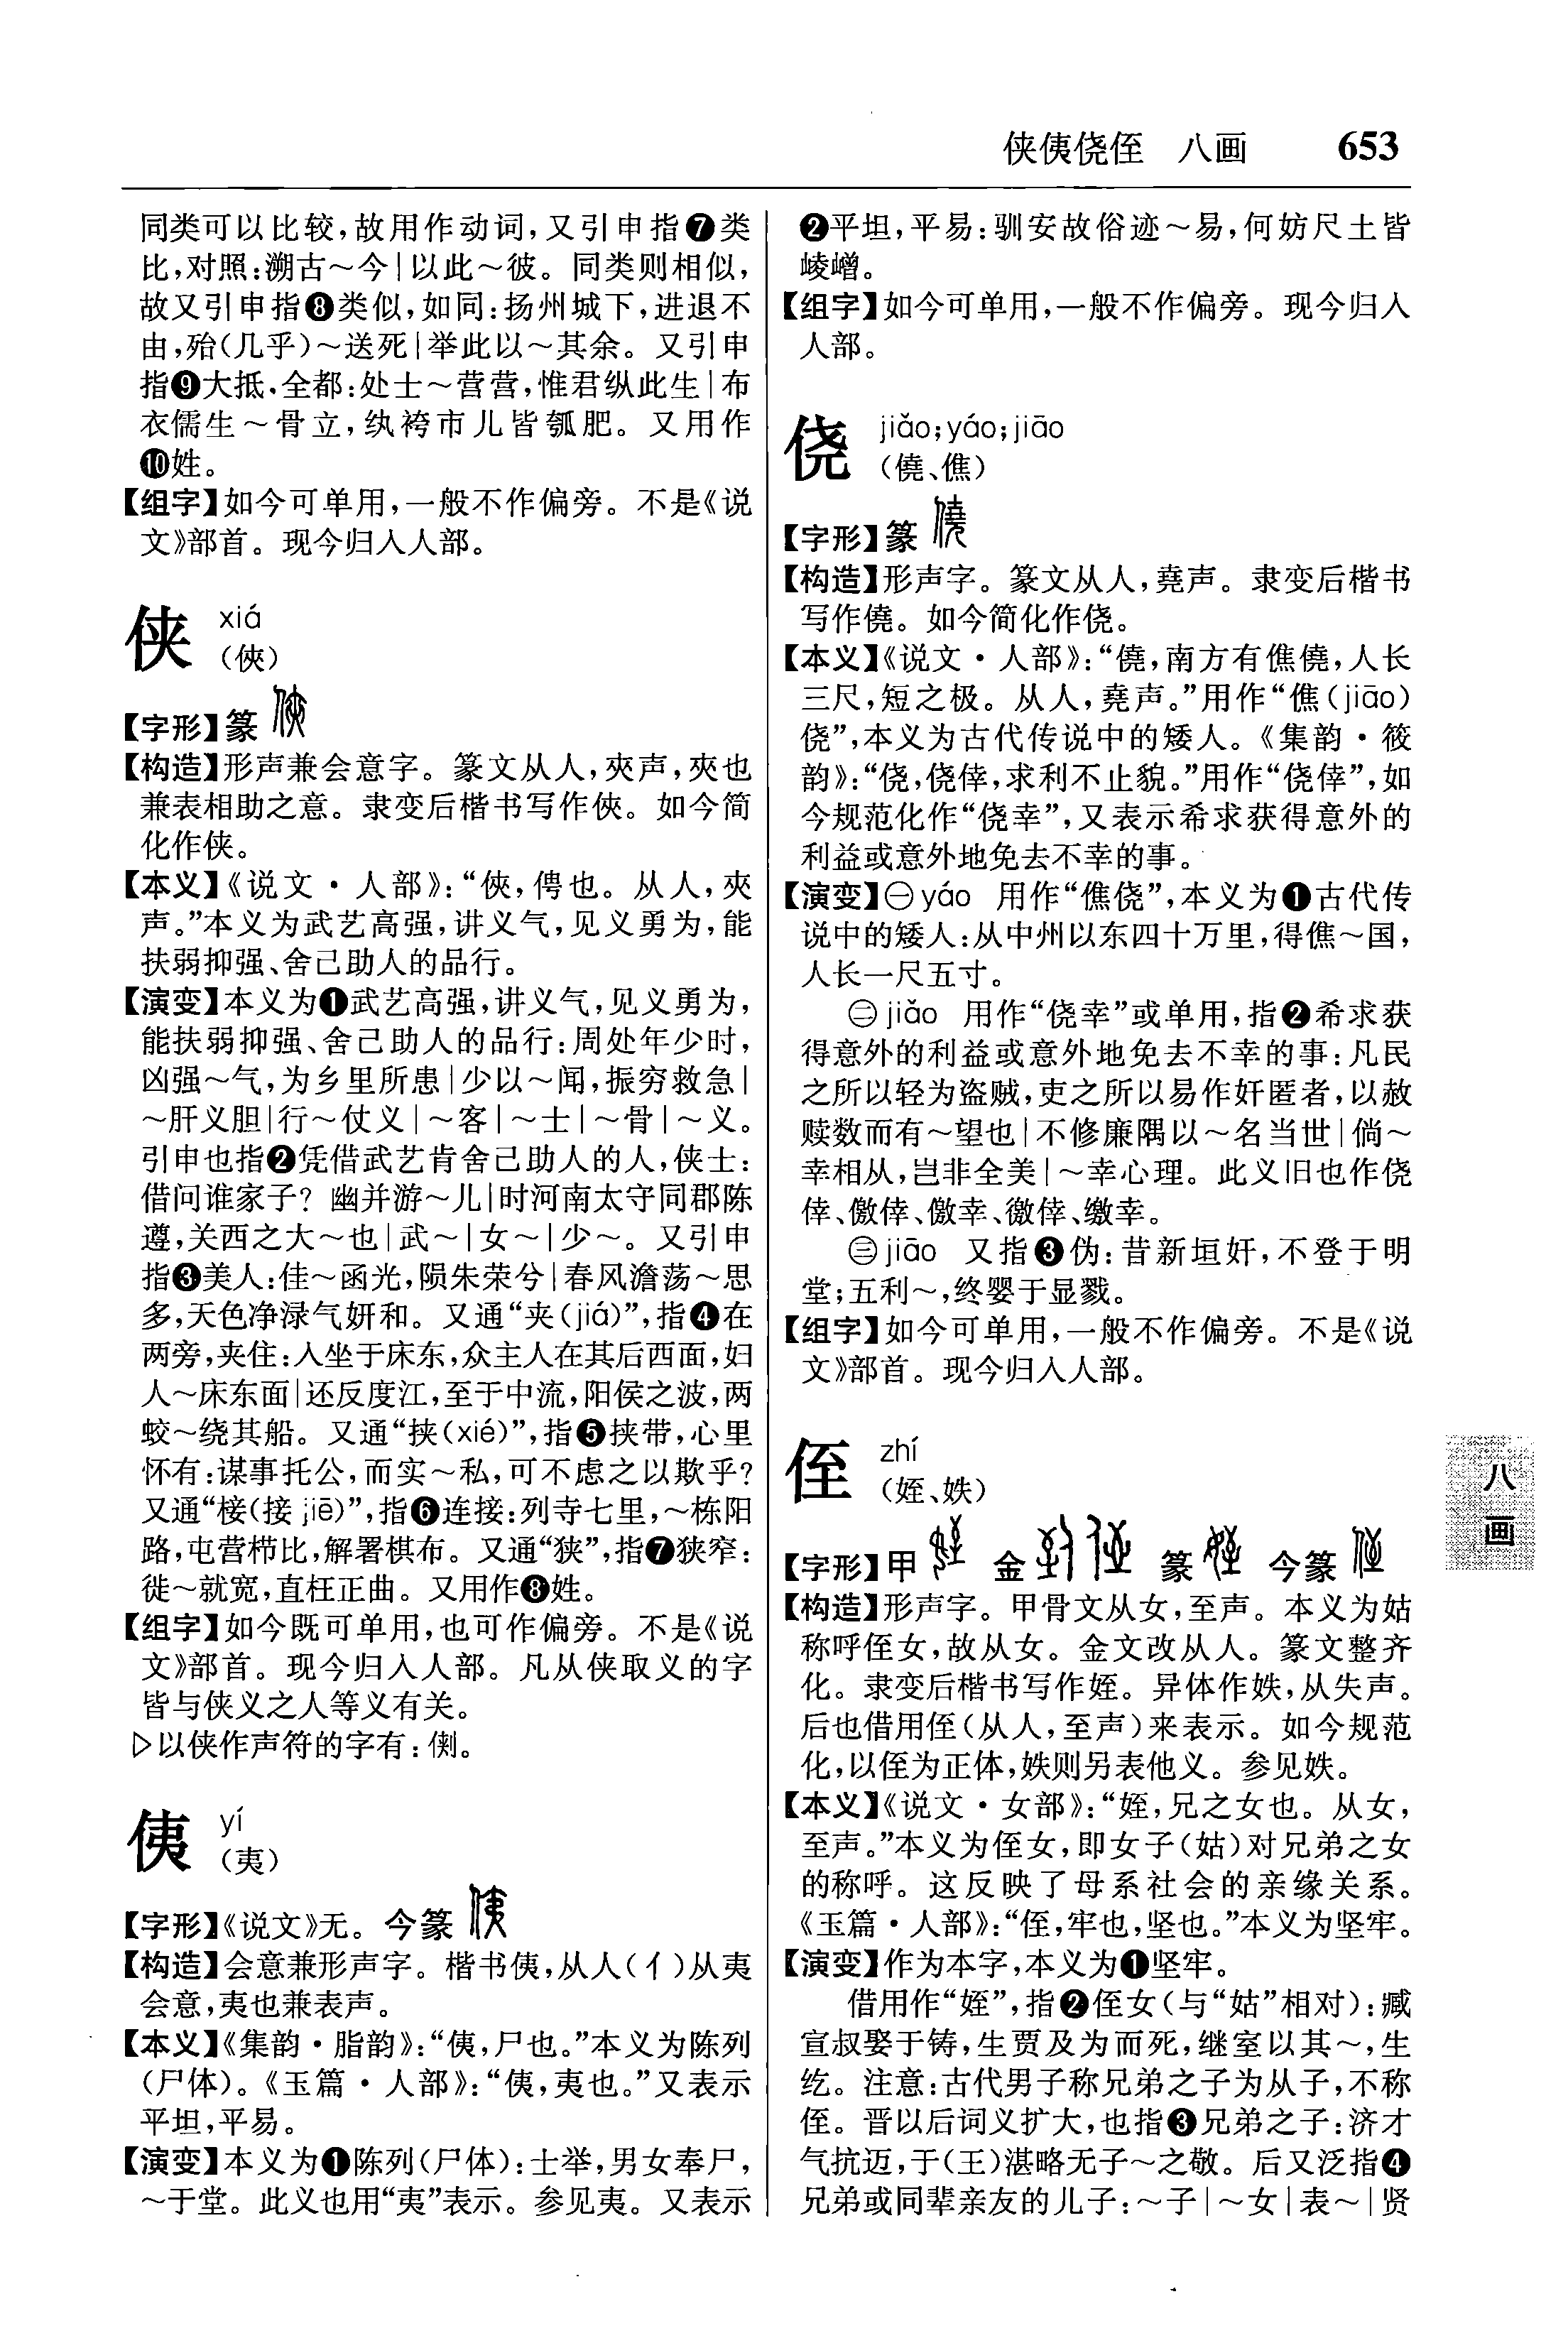 侠侇侥侄 八画 653
同类可以比较，故用作动词，又引申指❼类
比，对照：溯古～今|以此～彼。同类则相似，
故又引申指❽类似，如同：扬州城下，进退不
由，殆（几乎）～送死|举此以～其余。又引申
指❾大抵，全都：处士～营营，惟君纵此生|布
衣儒生～骨立，纨袴市儿皆瓠肥。又用作
❿姓。
【组字】如今可单用，一般不作偏旁。不是《说
文》部首。现今归入人部。
侠 xiá
（俠）
【字形】篆
【构造】形声兼会意字。篆文从人，夾声，夾也
兼表相助之意。隶变后楷书写作俠。如今简
化作侠。
【本义】《说文·人部》：“俠，俜也。从人，夾
声。”本义为武艺高强，讲义气，见义勇为，能
扶弱抑强、舍己助人的品行。
【演变】本义为❶武艺高强，讲义气，见义勇为，
能扶弱抑强、舍己助人的品行：周处年少时，
凶强～气，为乡里所患|少以～闻，振穷救急|
～肝义胆|行～仗义|～客|～士|～骨|～义。
引申也指❷凭借武艺肯舍己助人的人，侠士：
借问谁家子？幽并游～儿|时河南太守同郡陈
遵，关西之大～也|武～|女～|少～。又引申
指❸美人：佳～函光，陨朱荣兮|春风澹荡～思
多，天色净渌气妍和。又通“夹（jiá）”，指❹在
两旁，夹住：入坐于床东，众主人在其后西面，妇
人～床东面|还反度江，至于中流，阳侯之波，两
蛟～绕其船。又通“挟（xié）”，指❺挟带，心里
怀有：谋事托公，而实～私，可不虑之以欺乎？
又通“椄（接 jiē）”，指❻连接：列寺七里，～栋阳
路，屯营栉比，解署棋布。又通“狭”，指❼狭窄：
徙～就宽，直枉正曲。又用作❽姓。
【组字】如今既可单用，也可作偏旁。不是《说
文》部首。现今归入人部。凡从侠取义的字
皆与侠义之人等义有关。
▷以侠作声符的字有：㑜。
侇 yí
（夷）
【字形】《说文》无。今篆
【构造】会意兼形声字。楷书侇，从人（亻）从夷
会意，夷也兼表声。
【本义】《集韵·脂韵》：“侇，尸也。”本义为陈列
（尸体）。《玉篇·人部》：“侇，夷也。”又表示
平坦，平易。
【演变】本义为❶陈列（尸体）：士举，男女奉尸，
～于堂。此义也用“夷”表示。参见夷。又表示
❷平坦，平易：驯安故俗迹～易，何妨尺土皆
崚嶒。
【组字】如今可单用，一般不作偏旁。现今归入
人部。
侥 jiǎo；yáo；jiāo
（僥、僬）
【字形】篆
【构造】形声字。篆文从人，堯声。隶变后楷书
写作僥。如今简化作侥。
【本义】《说文·人部》：“僥，南方有僬僥，人长
三尺，短之极。从人，堯声。”用作“僬（jiāo）
侥”，本义为古代传说中的矮人。《集韵·筱
韵》：“侥，侥倖，求利不止貌。”用作“侥倖”，如
今规范化作“侥幸”，又表示希求获得意外的
利益或意外地免去不幸的事。
【演变】㊀yáo 用作“僬侥”，本义为❶古代传
说中的矮人：从中州以东四十万里，得僬～国，
人长一尺五寸。
㊁jiǎo 用作“侥幸”或单用，指❷希求获
得意外的利益或意外地免去不幸的事：凡民
之所以轻为盗贼，吏之所以易作奸匿者，以赦
赎数而有～望也|不修廉隅以～名当世|倘～
幸相从，岂非全美|～幸心理。此义旧也作侥
倖、儌倖、儌幸、徼倖、缴幸。
㊂jiāo 又指❸伪：昔新垣奸，不登于明
堂；五利～，终婴于显戮。
【组字】如今可单用，一般不作偏旁。不是《说
文》部首。现今归入人部。
侄 zhí
（姪、妷）
【字形】甲 金 篆 今篆
【构造】形声字。甲骨文从女，至声。本义为姑
称呼侄女，故从女。金文改从人。篆文整齐
化。隶变后楷书写作姪。异体作妷，从失声。
后也借用侄（从人，至声）来表示。如今规范
化，以侄为正体，妷则另表他义。参见妷。
【本义】《说文·女部》：“姪，兄之女也。从女，
至声。”本义为侄女，即女子（姑）对兄弟之女
的称呼。这反映了母系社会的亲缘关系。
《玉篇·人部》：“侄，牢也，坚也。”本义为坚牢。
【演变】作为本字，本义为❶坚牢。
借用作“姪”，指❷侄女（与“姑”相对）：臧
宣叔娶于铸，生贾及为而死，继室以其～，生
纥。注意：古代男子称兄弟之子为从子，不称
侄。晋以后词义扩大，也指❸兄弟之子：济才
气抗迈，于（王）湛略无子～之敬。后又泛指❹
兄弟或同辈亲友的儿子：～子|～女|表～|贤
八
画